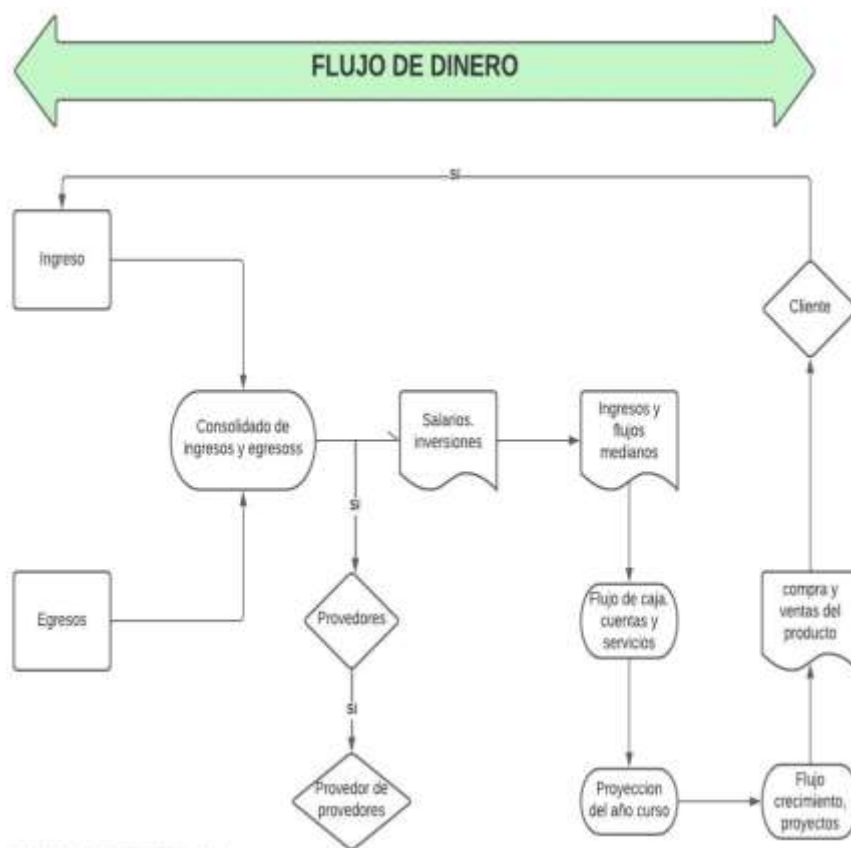 FLUJO DE DINERO
SI
Ingreso
Cliente
Consolidado de
ingresos y egresoss
Salarios.
inversiones
Ingresos y
flujos
medianos
SI
Egresos
Provedores
Flujo de caja.
cuentas y
servicios
compra y
ventas del
producto
SI
Provedor de
provedores
Proyeccion
del año curso
Flujo
crecimiento,
proyectos